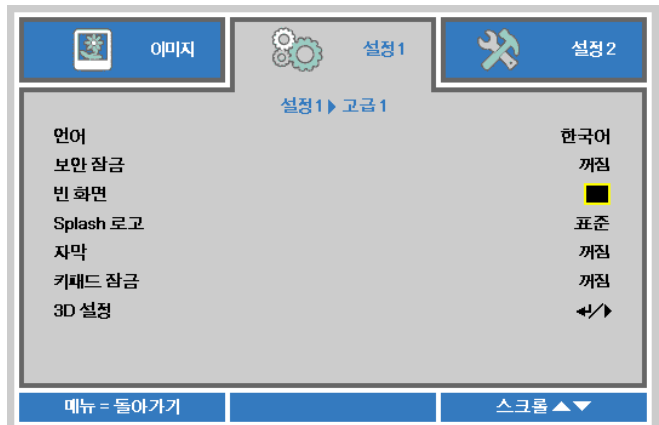 이미지 설정 1 설정 2
설정 1 ▶ 고급 1
언어 한국어
보안 잠금 꺼짐
빈 화면
Splash 로고 표준
자막 꺼짐
키패드 잠금 꺼짐
3D 설정 ↵/▶
메뉴 = 돌아가기 스크롤 ▲▼